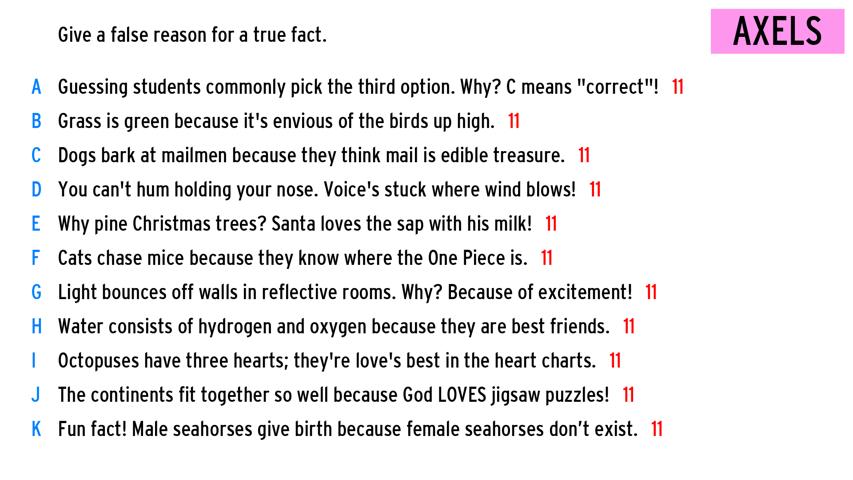 Give a false reason for a true fact.
AXELS
A Guessing students commonly pick the third option. Why? C means "correct"! 11
B Grass is green because it's envious of the birds up high. 11
C Dogs bark at mailmen because they think mail is edible treasure. 11
D You can't hum holding your nose. Voice's stuck where wind blows! 11
E Why pine Christmas trees? Santa loves the sap with his milk! 11
F Cats chase mice because they know where the One Piece is. 11
G Light bounces off walls in reflective rooms. Why? Because of excitement! 11
H Water consists of hydrogen and oxygen because they are best friends. 11
I Octopuses have three hearts; they're love's best in the heart charts. 11
J The continents fit together so well because God LOVES jigsaw puzzles! 11
K Fun fact! Male seahorses give birth because female seahorses don’t exist. 11